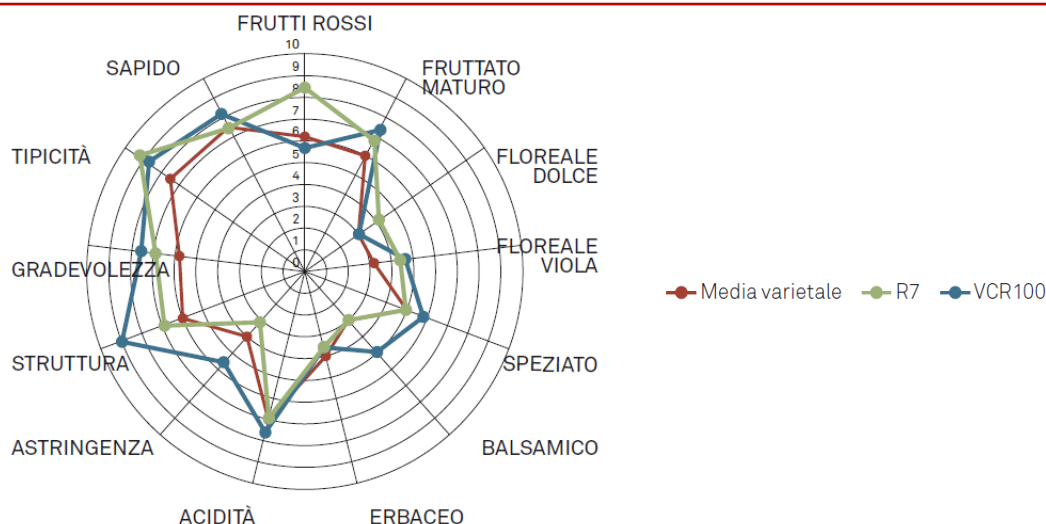 FRUTTI ROSSI
10
9
8
7
6
5
4
3
2
1
0
SAPIDO
FRUTTATO
MATURO
TIPICITÀ
FLOREALE
DOLCE
GRADEVOLEZZA
FLOREALE
VIOLA
Media varietale
R7
VCR100
STRUTTURA
SPEZIATO
ASTRINGENZA
BALSAMICO
ACIDITÀ
ERBACEO